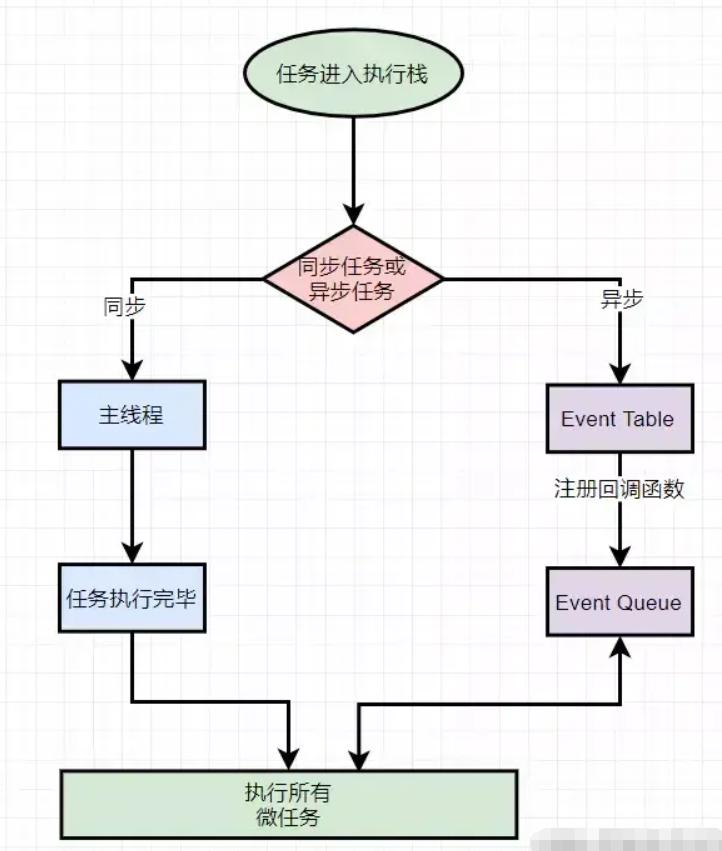 任务进入执行栈
同步任务或
异步任务
同步
异步
主线程
Event Table
注册回调函数
任务执行完毕
Event Queue
执行所有
微任务